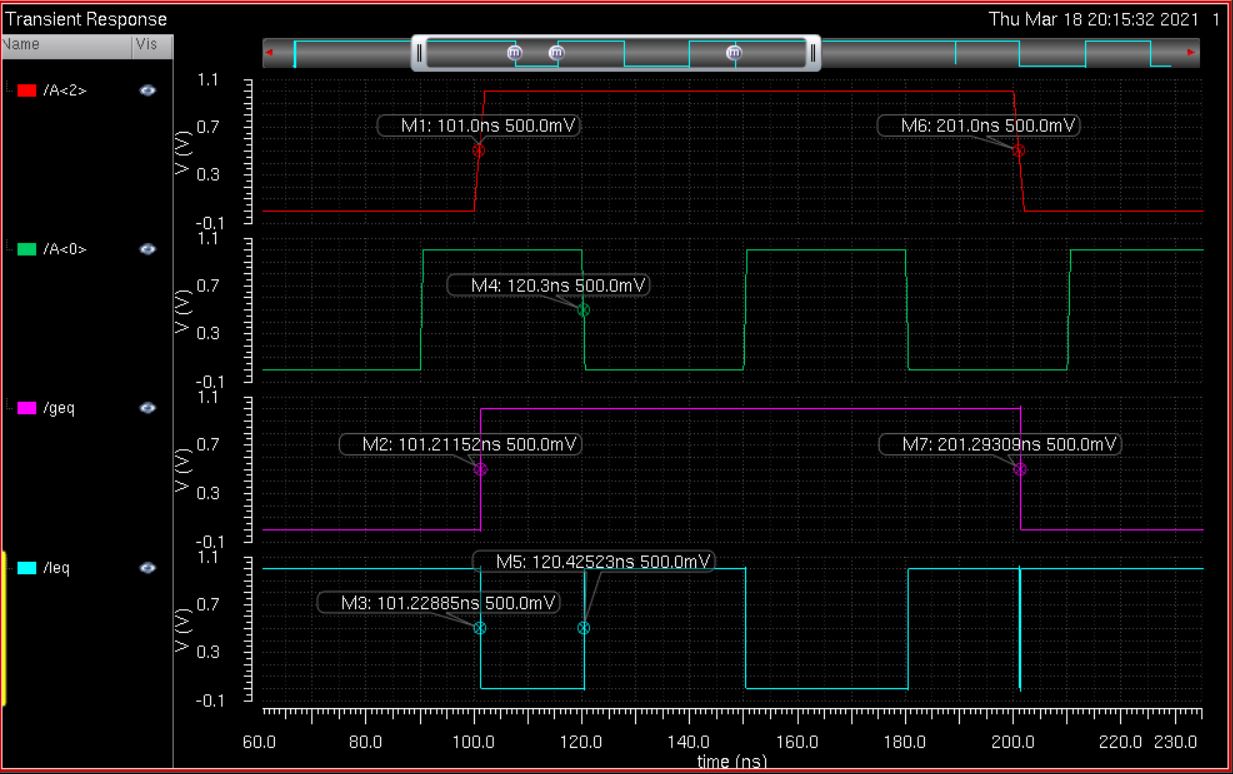 Transient Response
Thu Mar 18 20:15:32 2021 1
Name Vis
/A<2>
1.1
0.7
0.3
-0.1
V (V)
M1: 101.0ns 500.0mV
M6: 201.0ns 500.0mV
/A<0>
1.1
0.7
0.3
-0.1
V (V)
M4: 120.3ns 500.0mV
/geq
1.1
0.7
0.3
-0.1
V (V)
M2: 101.21152ns 500.0mV
M7: 201.29309ns 500.0mV
/leq
1.1
0.7
0.3
-0.1
V (V)
M5: 120.42523ns 500.0mV
M3: 101.22885ns 500.0mV
60.0 80.0 100.0 120.0 140.0 160.0 180.0 200.0 220.0 230.0
time (ns)